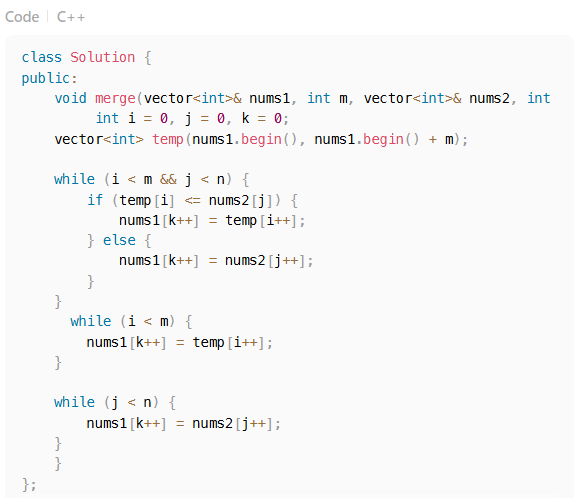 Code | C++
class Solution {
public:
    void merge(vector<int>& nums1, int m, vector<int>& nums2, int
         int i = 0, j = 0, k = 0;
    vector<int> temp(nums1.begin(), nums1.begin() + m);
    while (i < m && j < n) {
        if (temp[i] <= nums2[j]) {
            nums1[k++] = temp[i++];
        } else {
            nums1[k++] = nums2[j++];
        }
    }
      while (i < m) {
        nums1[k++] = temp[i++];
    }
    while (j < n) {
        nums1[k++] = nums2[j++];
    }
    }
};